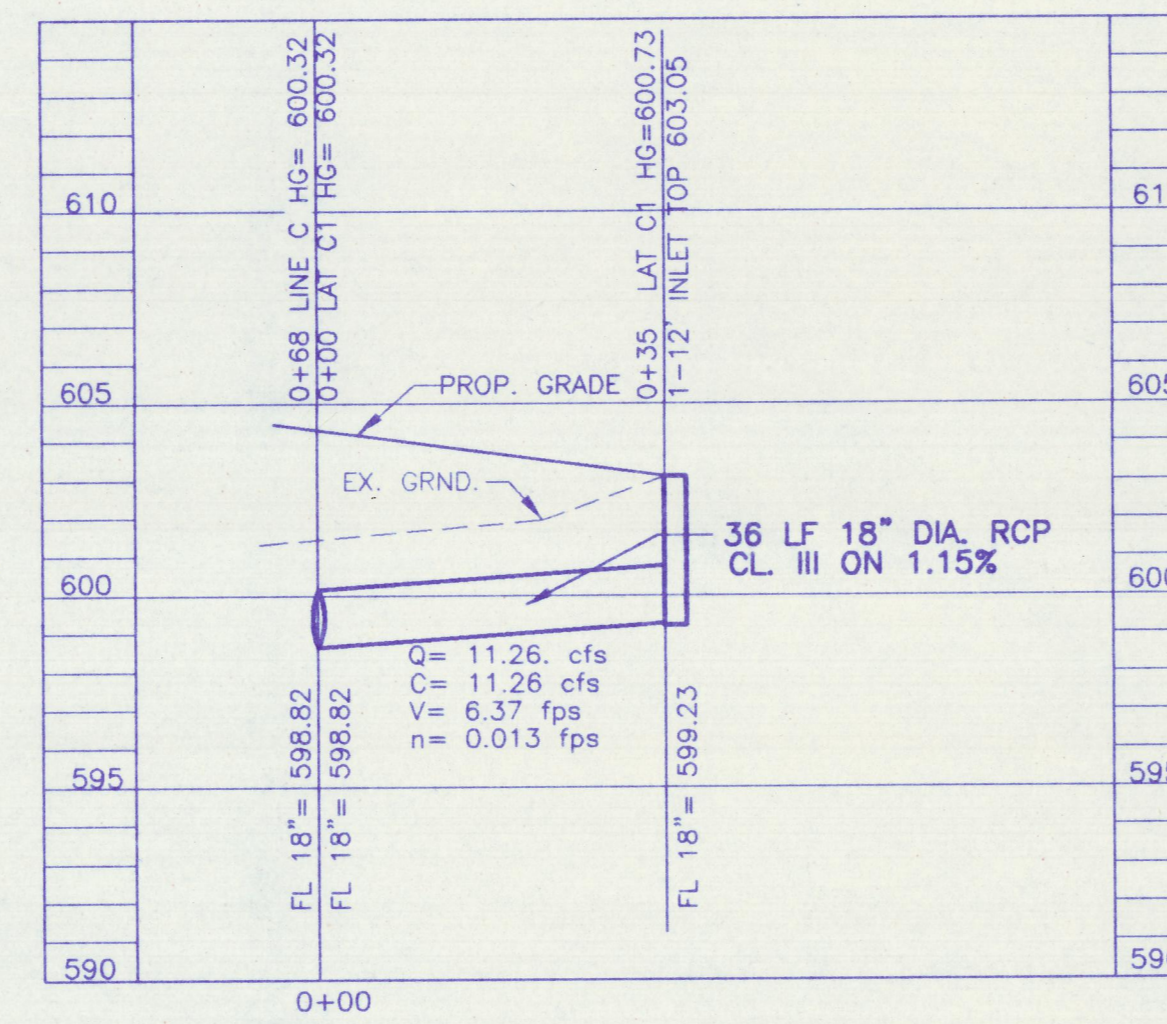 0+68 LINE C HG= 600.32
0+00 LAT C1 HG= 600.32
0+35 LAT C1 HG=600.73
1-12' INLET TOP 603.05
610
61
605
605
PROP. GRADE
EX. GRND.
36 LF 18" DIA. RCP
CL. III ON 1.15%
600
600
Q= 11.26. cfs
C= 11.26 cfs
V= 6.37 fps
n= 0.013 fps
FL 18"= 598.82
FL 18"= 598.82
FL 18"= 599.23
595
595
590
590
0+00